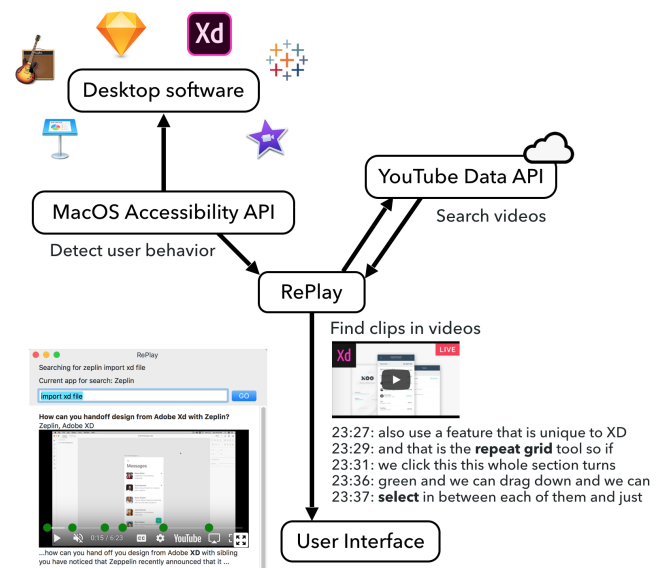 Xd
Desktop software
YouTube Data API
MacOS Accessibility API
Search videos
Detect user behavior
RePlay
Find clips in videos
RePlay
Searching for zeplin import xd file
Current app for search: Zeplin
import xd file
GO
Xd
LIVE
How can you handoff design from Adobe Xd with Zeplin?
Zeplin, Adobe XD
Messages
23:27: also use a feature that is unique to XD
23:29: and that is the repeat grid tool so if
23:31: we click this this whole section turns
23:36: green and we can drag down and we can
23:37: select in between each of them and just
0:15 / 6:23
CC
YouTube
User Interface
...how can you hand off you design from Adobe XD with sibling
you have noticed that Zeppelin recently announced that it ...